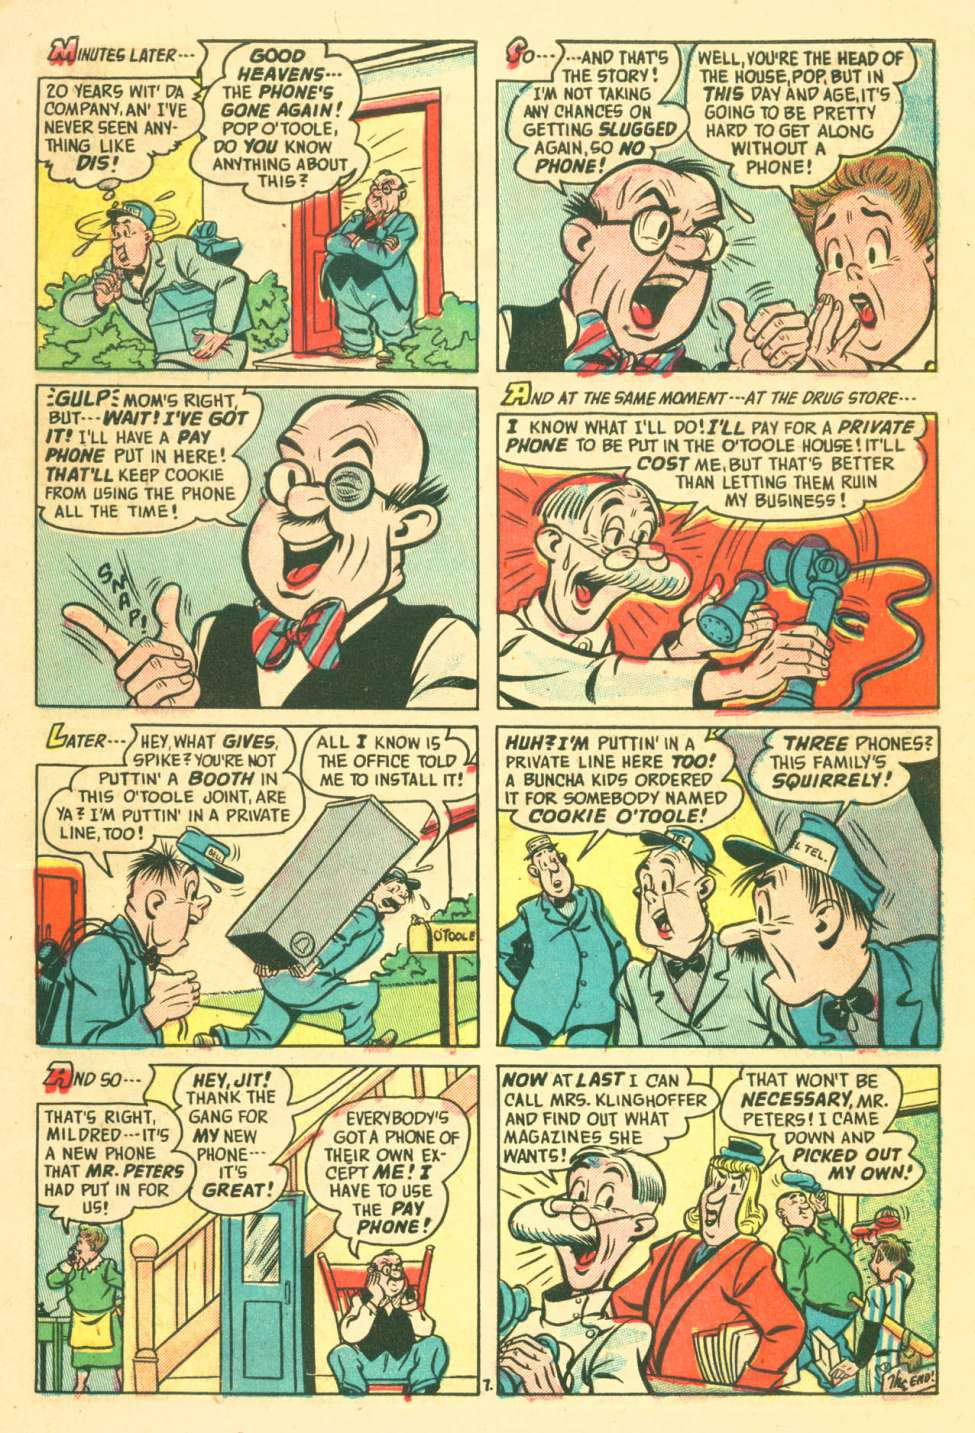 MINUTES LATER---
20 YEARS WIT' DA
COMPANY, AN' I'VE
NEVER SEEN ANY-
THING LIKE
DIS!
GOOD
HEAVENS---
THE PHONE'S
GONE AGAIN!
POP O'TOOLE,
DO YOU KNOW
ANYTHING ABOUT
THIS?
SO---
---AND THAT'S
THE STORY!
I'M NOT TAKING
ANY CHANCES ON
GETTING SLUGGED
AGAIN, SO NO
PHONE!
WELL, YOU'RE THE HEAD OF
THE HOUSE, POP, BUT IN
THIS DAY AND AGE, IT'S
GOING TO BE PRETTY
HARD TO GET ALONG
WITHOUT A
PHONE!
GULP MOM'S RIGHT,
BUT--- WAIT! I'VE GOT
IT! I'LL HAVE A PAY
PHONE PUT IN HERE!
THAT'LL KEEP COOKIE
FROM USING THE PHONE
ALL THE TIME!
SNAP!
AND AT THE SAME MOMENT---AT THE DRUG STORE---
I KNOW WHAT I'LL DO! I'LL PAY FOR A PRIVATE
PHONE TO BE PUT IN THE O'TOOLE HOUSE! IT'LL
COST ME, BUT THAT'S BETTER
THAN LETTING THEM RUIN
MY BUSINESS!
LATER---
HEY, WHAT GIVES,
SPIKE? YOU'RE NOT
PUTTIN' A BOOTH IN
THIS O'TOOLE JOINT, ARE
YA? I'M PUTTIN' IN A PRIVATE
LINE, TOO!
ALL I KNOW IS
THE OFFICE TOLD
ME TO INSTALL IT!
BELL
O'TOOLE
HUH? I'M PUTTIN' IN A
PRIVATE LINE HERE TOO!
A BUNCHA KIDS ORDERED
IT FOR SOMEBODY NAMED
COOKIE O'TOOLE!
THREE PHONES?
THIS FAMILY'S
SQUIRRELY!
TEL
L TEL.
AND SO---
THAT'S RIGHT,
MILDRED---IT'S
A NEW PHONE
THAT MR. PETERS
HAD PUT IN FOR
US!
HEY, JIT!
THANK THE
GANG FOR
MY NEW
PHONE---
IT'S
GREAT!
EVERYBODY'S
GOT A PHONE OF
THEIR OWN EX-
CEPT ME! I
HAVE TO USE
THE PAY
PHONE!
7.
NOW AT LAST I CAN
CALL MRS. KLINGHOFFER
AND FIND OUT WHAT
MAGAZINES SHE
WANTS!
THAT WON'T BE
NECESSARY, MR.
PETERS! I CAME
DOWN AND
PICKED OUT
MY OWN!
THE END!